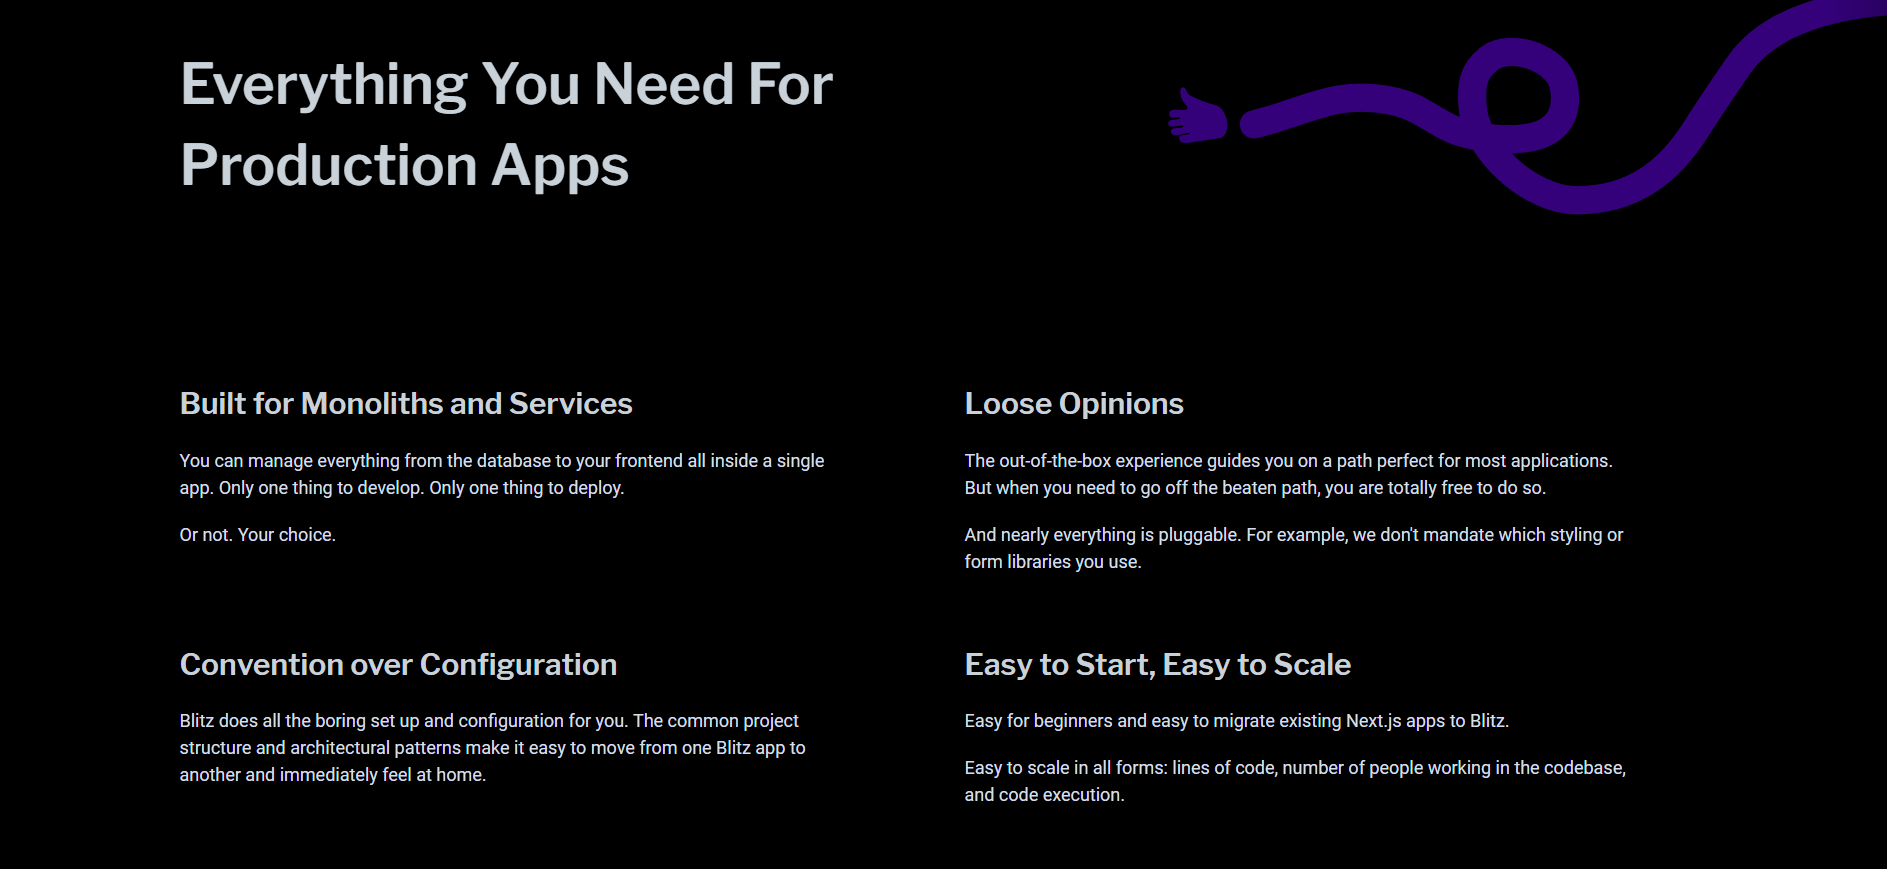 Everything You Need For
Production Apps
Built for Monoliths and Services
You can manage everything from the database to your frontend all inside a single
app. Only one thing to develop. Only one thing to deploy.
Or not. Your choice.
Loose Opinions
The out-of-the-box experience guides you on a path perfect for most applications.
But when you need to go off the beaten path, you are totally free to do so.
And nearly everything is pluggable. For example, we don't mandate which styling or
form libraries you use.
Convention over Configuration
Blitz does all the boring set up and configuration for you. The common project
structure and architectural patterns make it easy to move from one Blitz app to
another and immediately feel at home.
Easy to Start, Easy to Scale
Easy for beginners and easy to migrate existing Next.js apps to Blitz.
Easy to scale in all forms: lines of code, number of people working in the codebase,
and code execution.